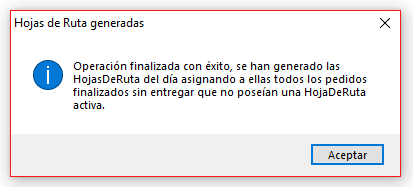 Hojas de Ruta generadas
Operación finalizada con éxito, se han generado las
HojasDeRuta del día asignando a ellas todos los pedidos
finalizados sin entregar que no poseían una HojaDeRuta
activa.
Aceptar